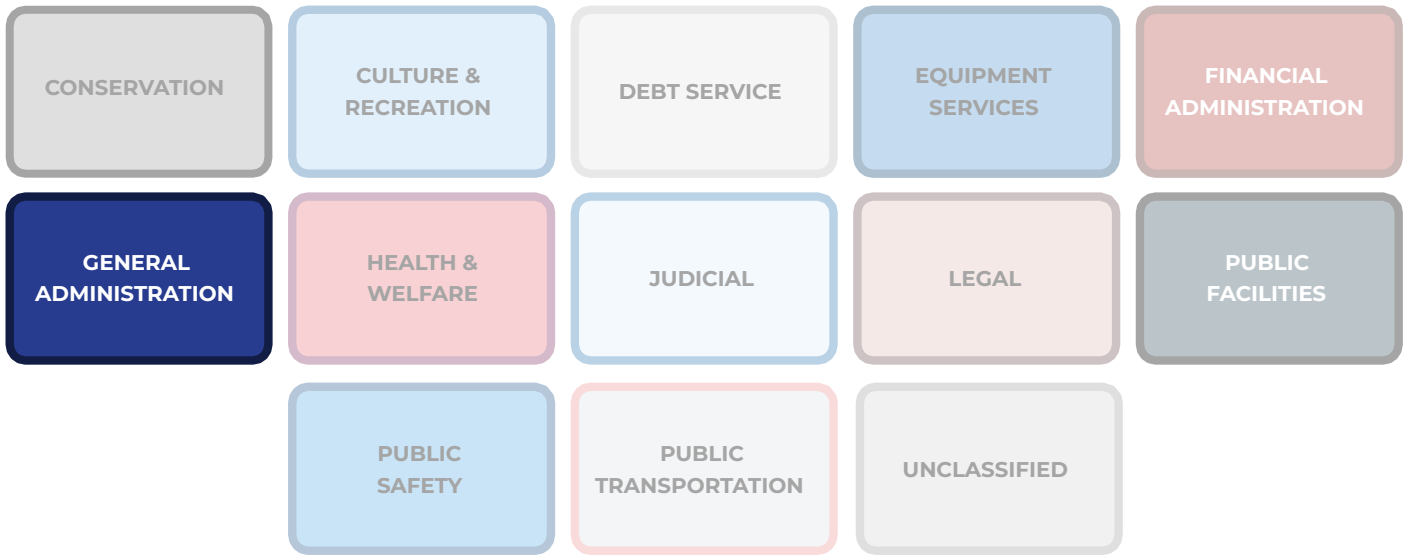 CONSERVATION
CULTURE &
RECREATION
DEBT SERVICE
EQUIPMENT
SERVICES
FINANCIAL
ADMINISTRATION
GENERAL
ADMINISTRATION
HEALTH &
WELFARE
JUDICIAL
LEGAL
PUBLIC
FACILITIES
PUBLIC
SAFETY
PUBLIC
TRANSPORTATION
UNCLASSIFIED